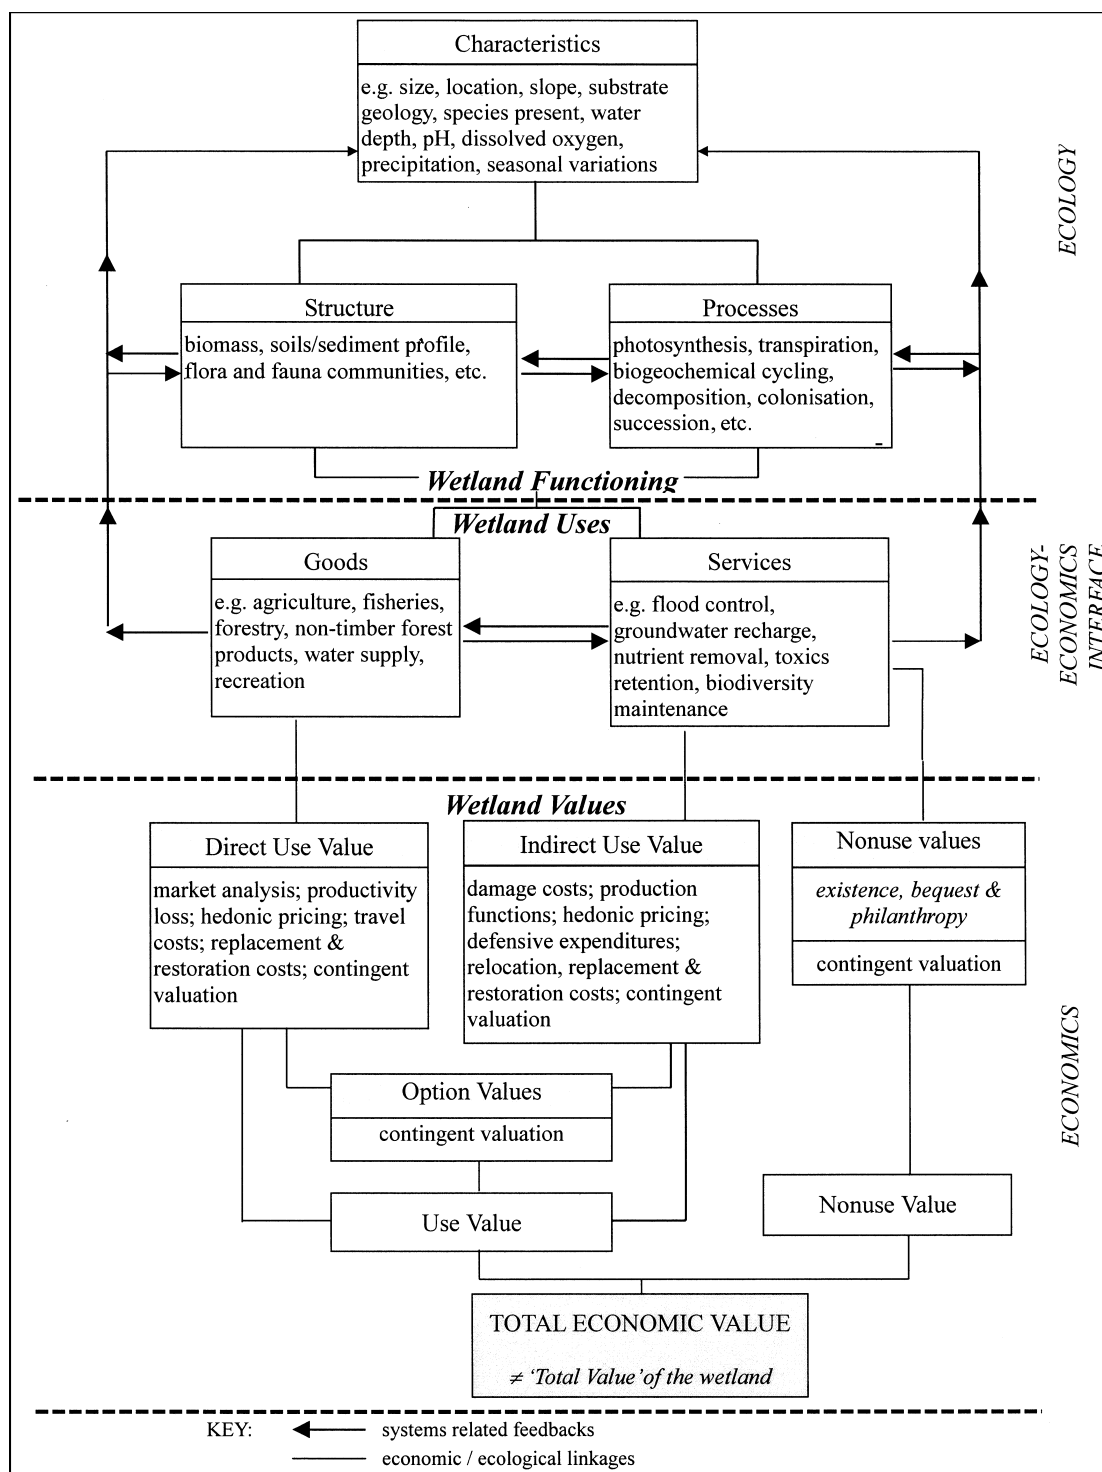 Characteristics
e.g. size, location, slope, substrate
geology, species present, water
depth, pH, dissolved oxygen,
precipitation, seasonal variations
ECOLOGY
Structure
biomass, soils/sediment profile,
flora and fauna communities, etc.
Processes
photosynthesis, transpiration,
biogeochemical cycling,
decomposition, colonisation,
succession, etc.
Wetland Functioning
Wetland Uses
Goods
e.g. agriculture, fisheries,
forestry, non-timber forest
products, water supply,
recreation
Services
e.g. flood control,
groundwater recharge,
nutrient removal, toxics
retention, biodiversity
maintenance
ECOLOGY-
ECONOMICS
INTERFACE
Wetland Values
Direct Use Value
market analysis; productivity
loss; hedonic pricing; travel
costs; replacement &
restoration costs; contingent
valuation
Indirect Use Value
damage costs; production
functions; hedonic pricing;
defensive expenditures;
relocation, replacement &
restoration costs; contingent
valuation
Nonuse values
existence, bequest &
philanthropy
contingent valuation
ECONOMICS
Option Values
contingent valuation
Use Value
Nonuse Value
TOTAL ECONOMIC VALUE
≠ ‘Total Value’ of the wetland
KEY:
systems related feedbacks
economic / ecological linkages